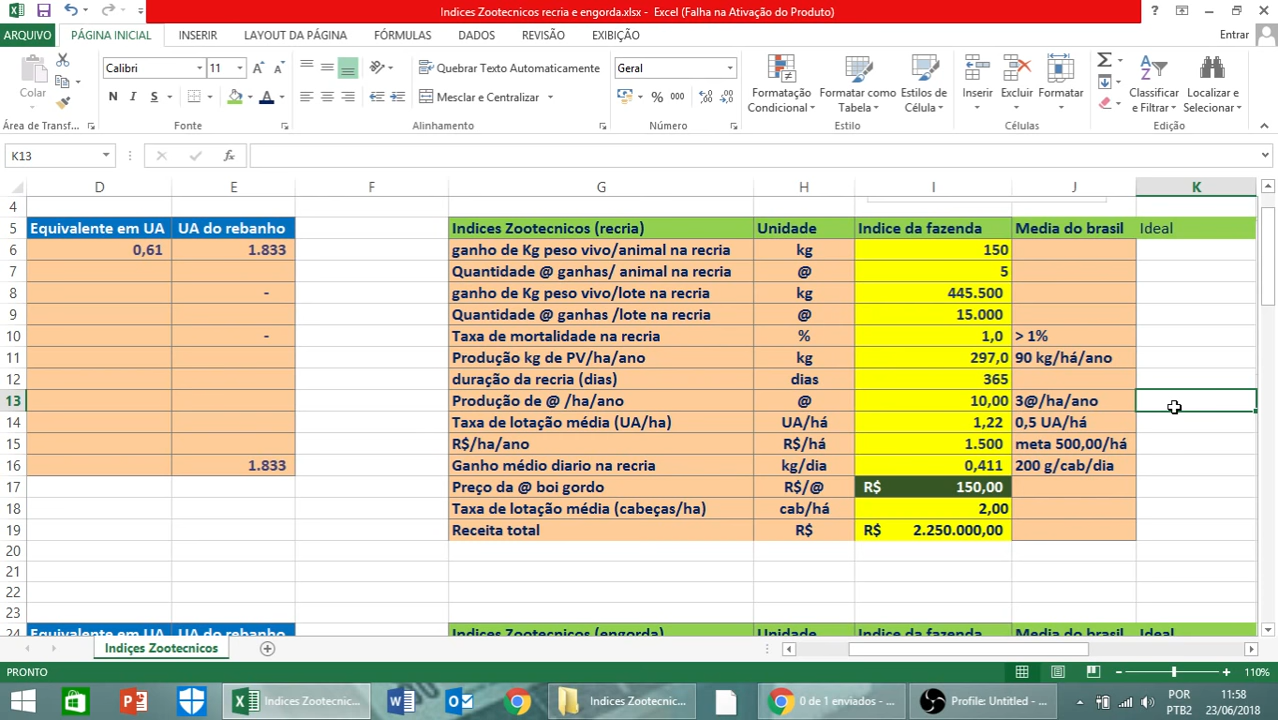 Indices Zootecnicos recria e engorda.xlsx - Excel (Falha na Ativação do Produto)
ARQUIVO PÁGINA INICIAL INSERIR LAYOUT DA PÁGINA FÓRMULAS DADOS REVISÃO EXIBIÇÃO Entrar
Colar
Calibri 11
N I S
Quebrar Texto Automaticamente
Mesclar e Centralizar
Geral
% 000
Formatação Condicional
Formatar como Tabela
Estilos de Célula
Inserir
Excluir
Formatar
Classificar e Filtrar
Localizar e Selecionar
Área de Transf... Fonte Alinhamento Número Estilo Células Edição
K13 fx
D E F G H I J K
4
5 Equivalente em UA UA do rebanho Indices Zootecnicos (recria) Unidade Indice da fazenda Media do brasil Ideal
6 0,61 1.833 ganho de Kg peso vivo/animal na recria kg 150
7 Quantidade @ ganhas/ animal na recria @ 5
8 - ganho de Kg peso vivo/lote na recria kg 445.500
9 Quantidade @ ganhas /lote na recria @ 15.000
10 - Taxa de mortalidade na recria % 1,0 > 1%
11 Produção kg de PV/ha/ano kg 297,0 90 kg/há/ano
12 duração da recria (dias) dias 365
13 Produção de @ /ha/ano @ 10,00 3@/ha/ano
14 Taxa de lotação média (UA/ha) UA/há 1,22 0,5 UA/há
15 R$/ha/ano R$/há 1.500 meta 500,00/há
16 1.833 Ganho médio diario na recria kg/dia 0,411 200 g/cab/dia
17 Preço da @ boi gordo R$/@ R$ 150,00
18 Taxa de lotação média (cabeças/ha) cab/há 2,00
19 Receita total R$ R$ 2.250.000,00
20
21
22
23
24 Equivalente em UA UA do rebanho Indices Zootecnicos (engorda) Unidade Indice da fazenda Media do brasil Ideal
Indiçes Zootecnicos
PRONTO 110%
Indices Zootecnic...
Indices Zootecnic...
0 de 1 enviados - ...
Profile: Untitled - ...
POR
PTB2
11:58
23/06/2018